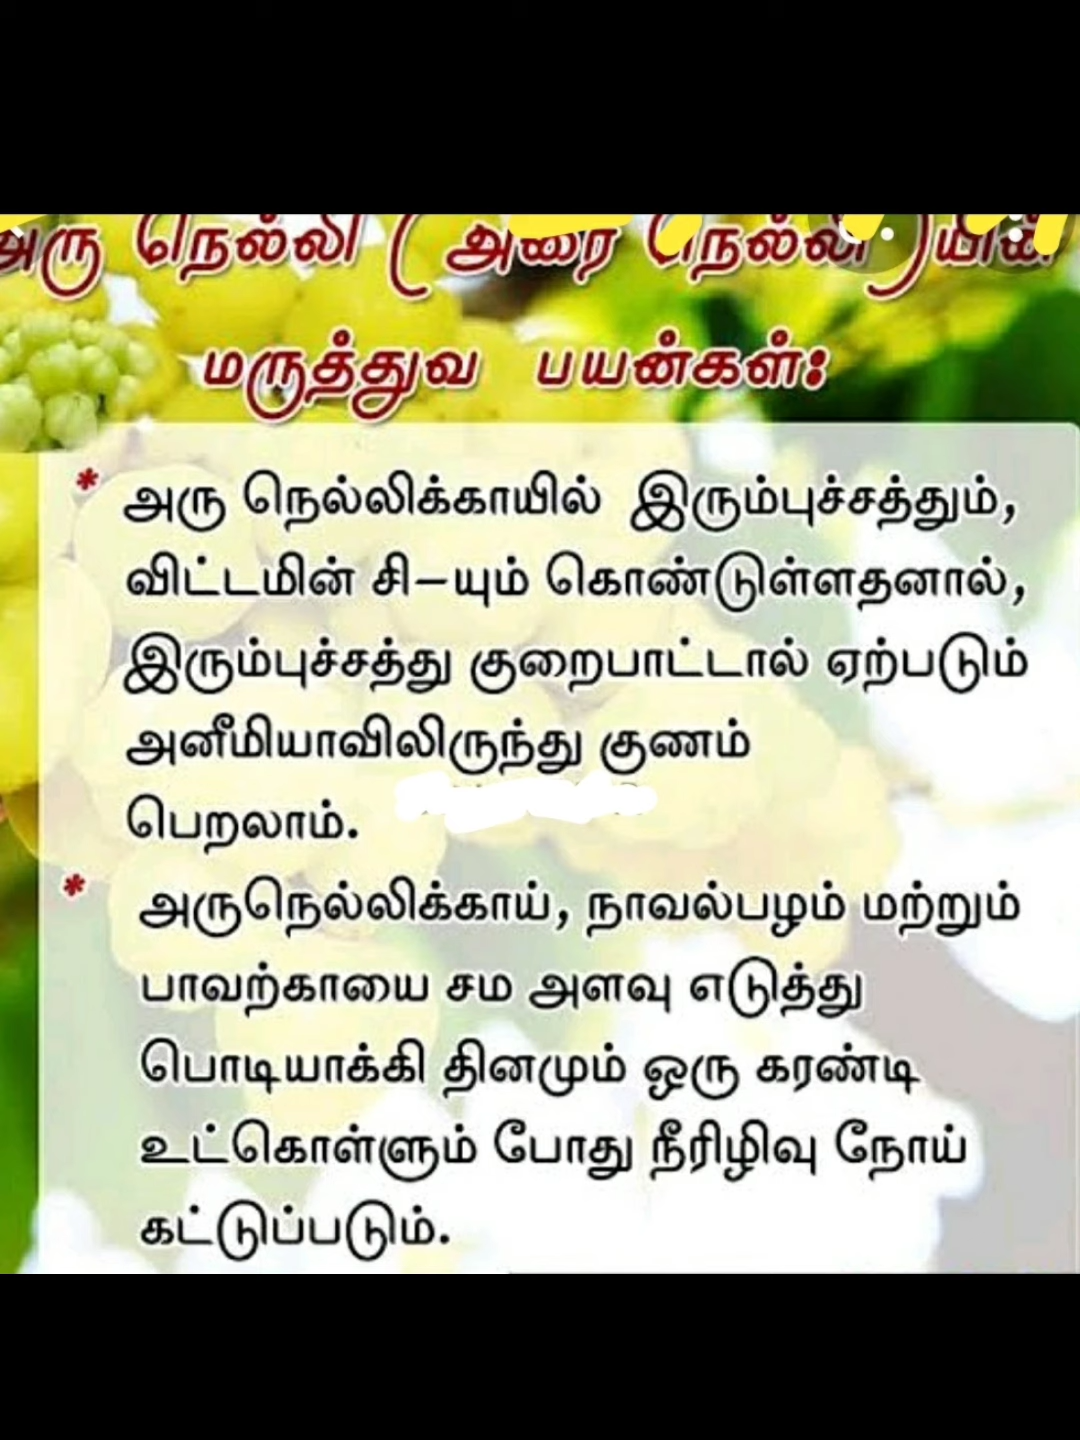 அரு நெல்லி ( அரை நெல்லி )யின்
மருத்துவ பயன்கள்:
* அரு நெல்லிக்காயில் இரும்புச்சத்தும்,
விட்டமின் சி-யும் கொண்டுள்ளதனால்,
இரும்புச்சத்து குறைபாட்டால் ஏற்படும்
அனீமியாவிலிருந்து குணம்
பெறலாம்.
* அருநெல்லிக்காய், நாவல்பழம் மற்றும்
பாவற்காயை சம அளவு எடுத்து
பொடியாக்கி தினமும் ஒரு கரண்டி
உட்கொள்ளும் போது நீரிழிவு நோய்
கட்டுப்படும்.